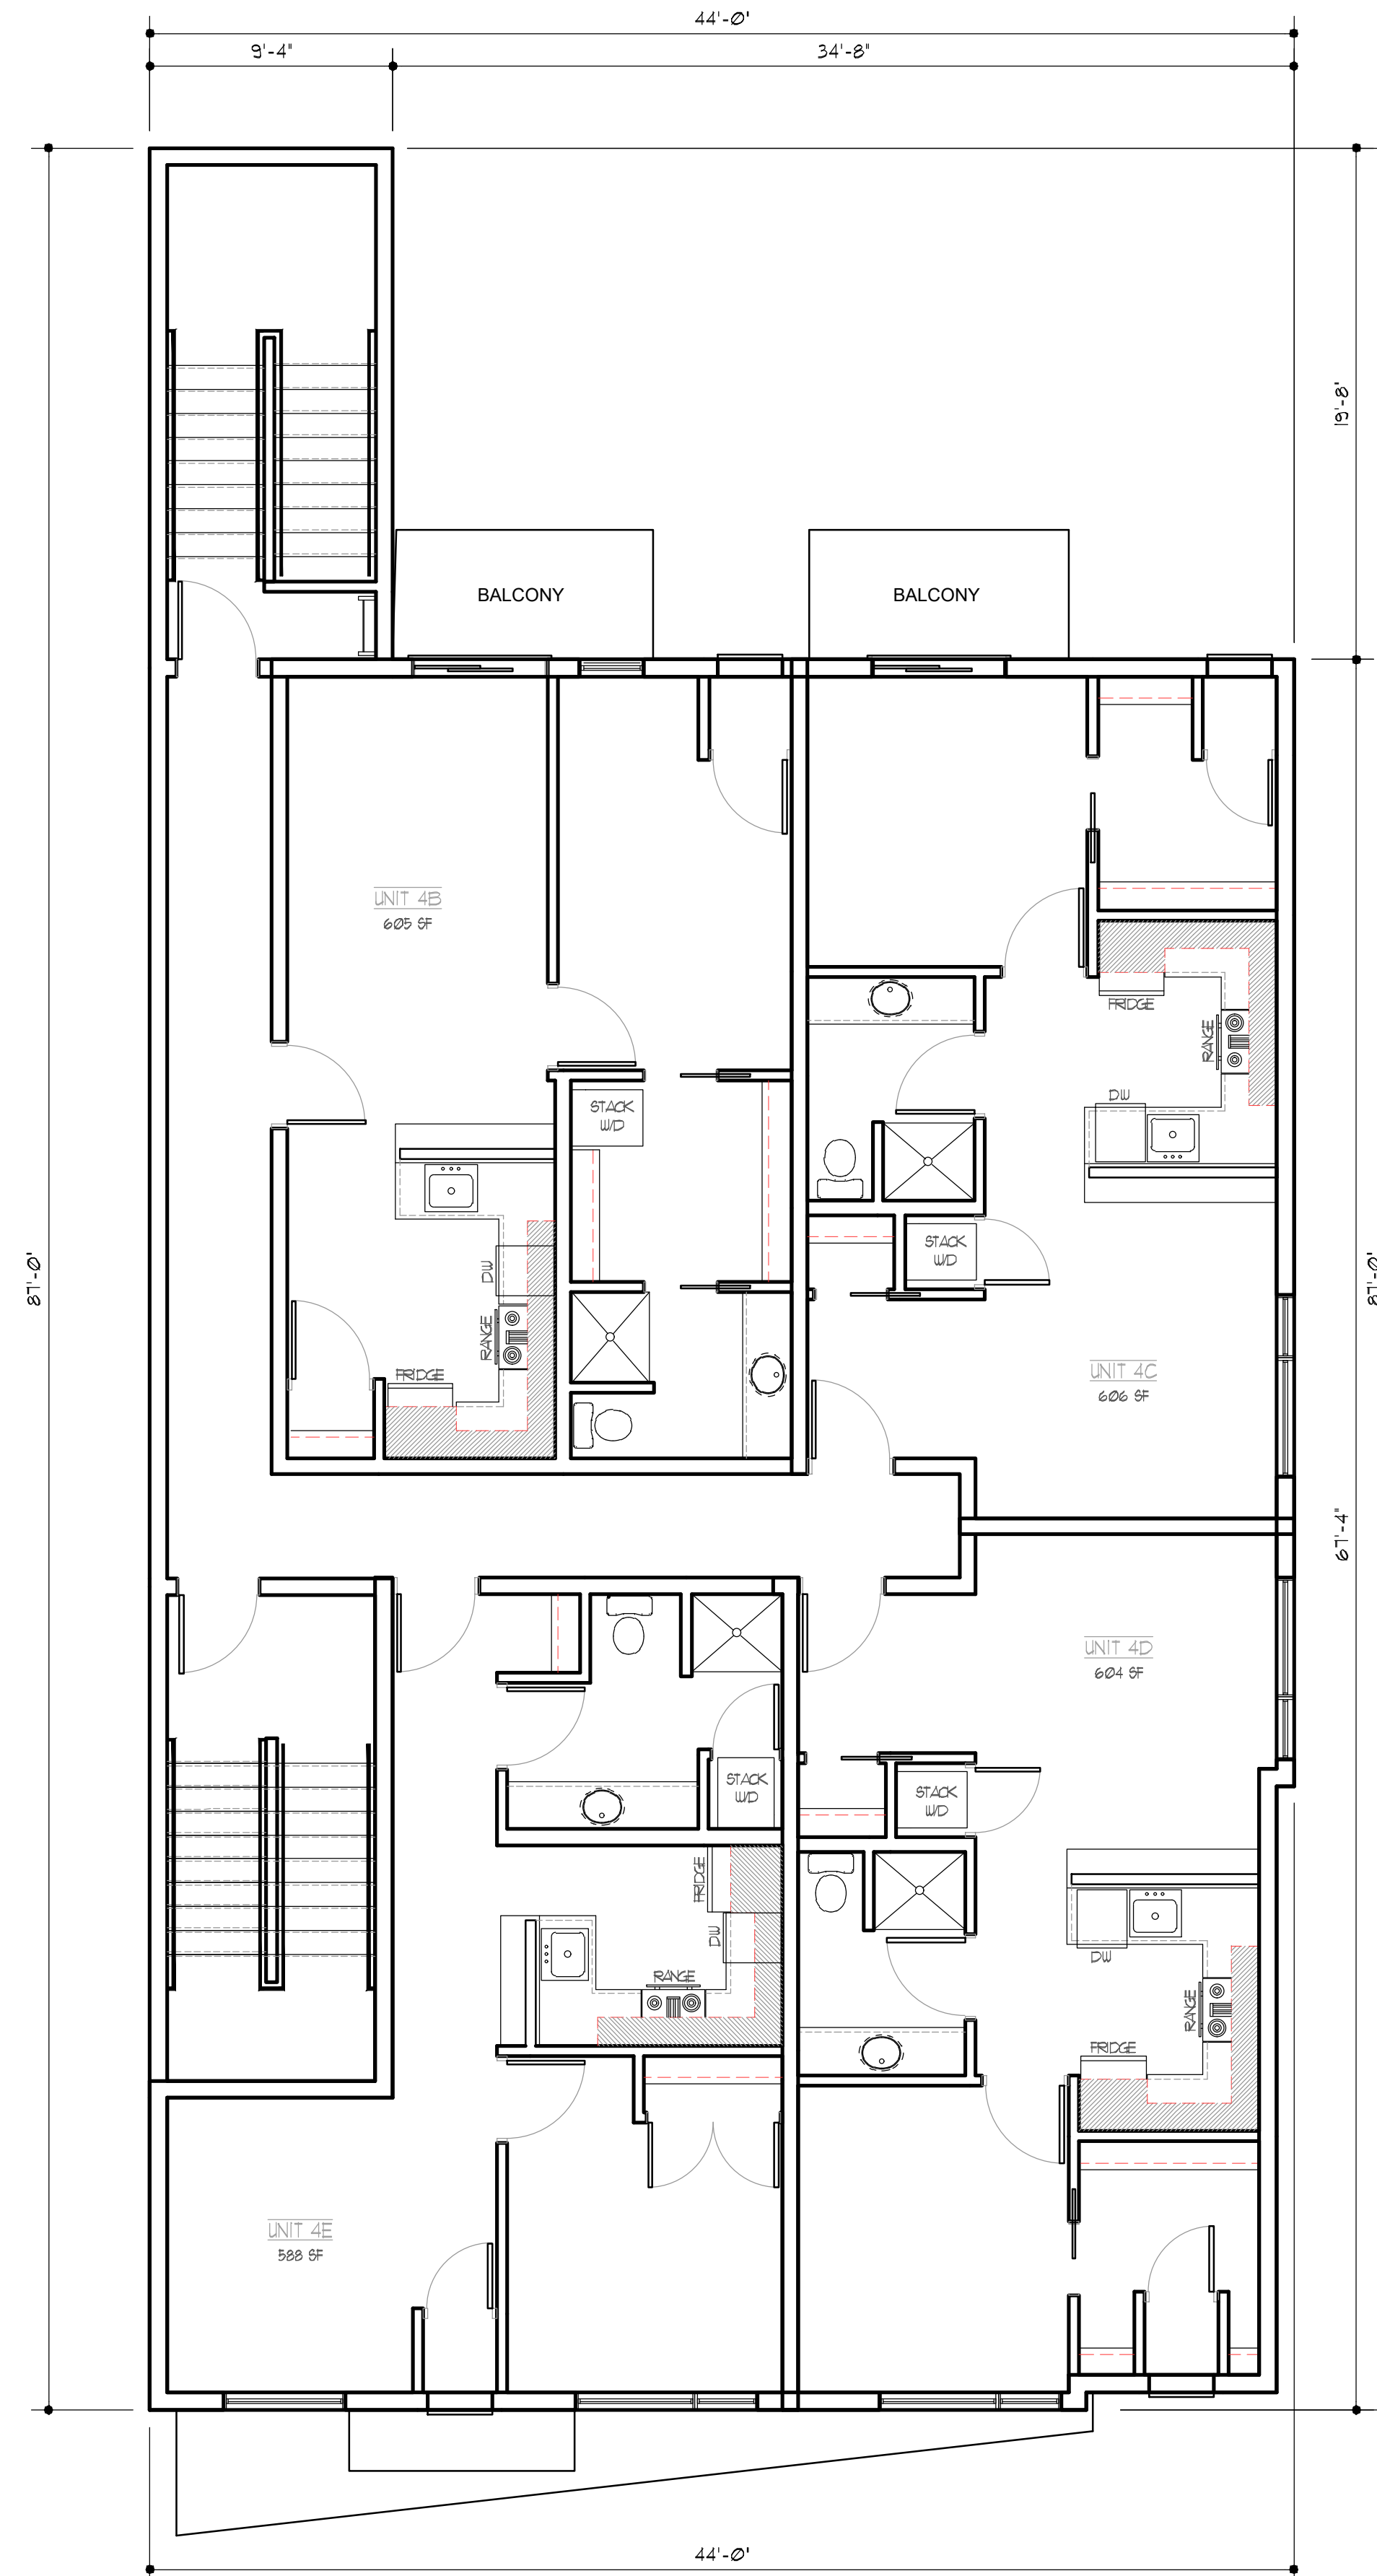 44'-0"
9'-4"
34'-8"
19'-8"
BALCONY
BALCONY
UNIT 4B
605 SF
FRIDGE
RANGE
DW
STACK
W/D
STACK
W/D
DW
RANGE
FRIDGE
87'-0"
87'-0"
UNIT 4C
606 SF
67'-4"
UNIT 4D
604 SF
STACK
W/D
STACK
W/D
FRIDGE
DW
RANGE
DW
RANGE
FRIDGE
UNIT 4E
588 SF
44'-0"